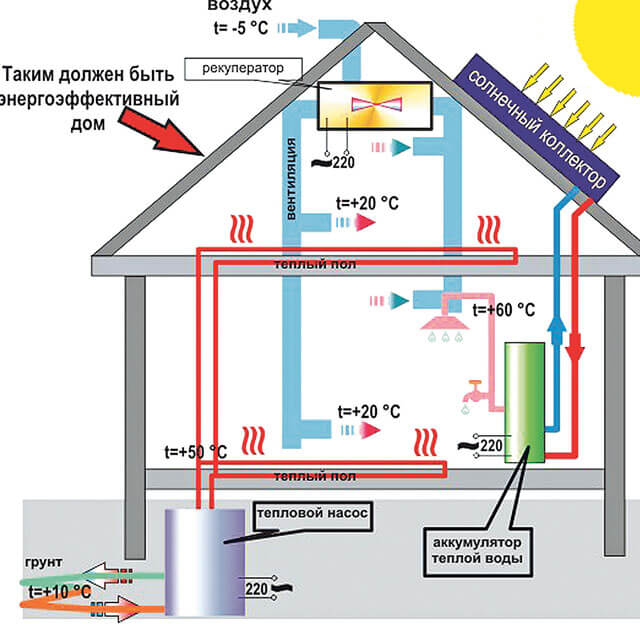 воздух
t= -5 °C
рекуператор
Таким должен быть
энергоэффективный
дом
солнечный коллектор
220
вентиляция
t=+20 °C
теплый пол
t=+60 °C
t=+20 °C
t=+50 °C
220
теплый пол
тепловой насос
аккумулятор
теплой воды
грунт
t=+10 °C
220